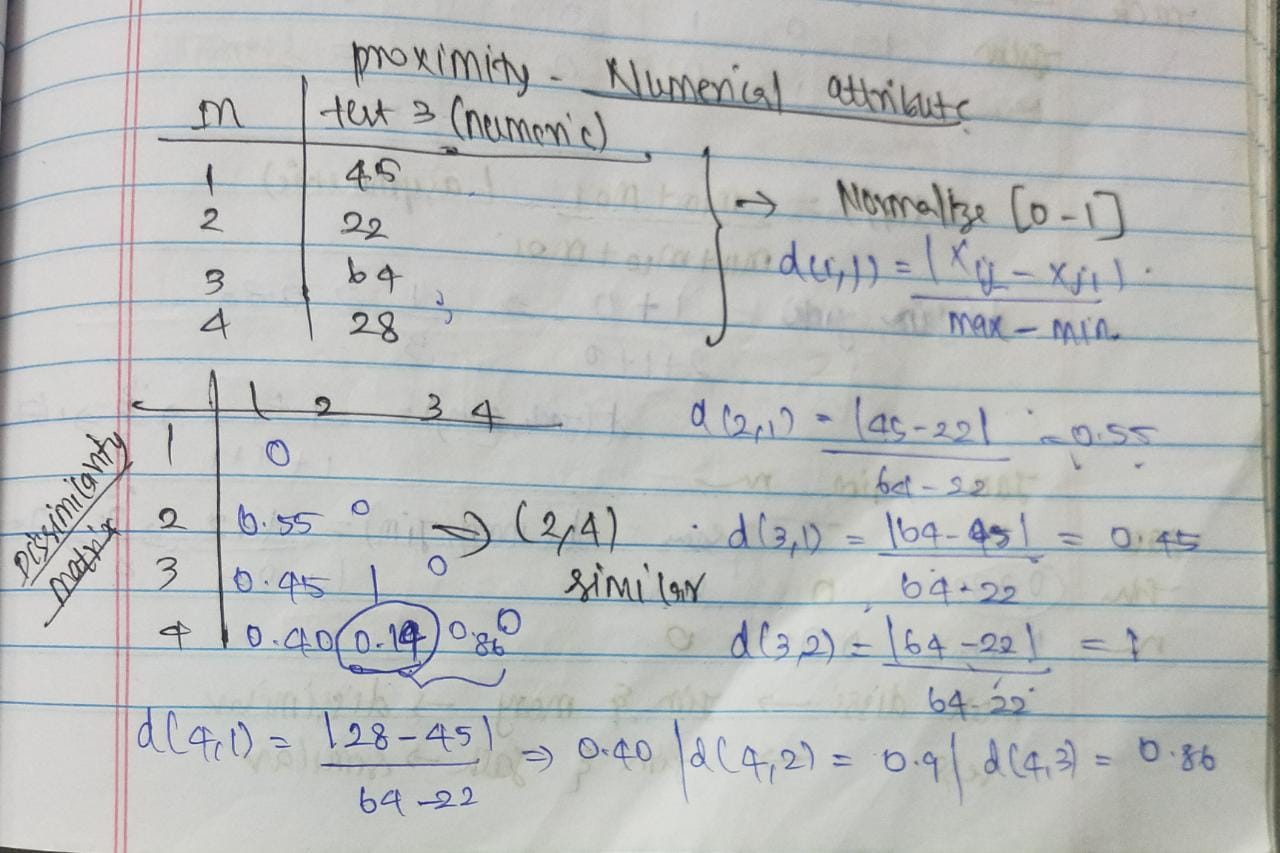 proximity - Numerical attribute
m test 3 (numeric)
1 45
2 22
3 64
4 28
→ Normalize [0-1]
d(i,j) = |xij - xji|
max - min
1 2 3 4
1 0
2 0.55 0
3 0.45 1 0
4 0.40 0.14 0.86 0
Dissimilarity
matrix
⇒ (2,4)
similar
d(2,1) = |45-22| = 0.55
64-22
d(3,1) = |64-45| = 0.45
64-22
d(3,2) = |64-22| = 1
64-22
d(4,1) = |28-45| ⇒ 0.40 | d(4,2) = 0.9 | d(4,3) = 0.86
64-22